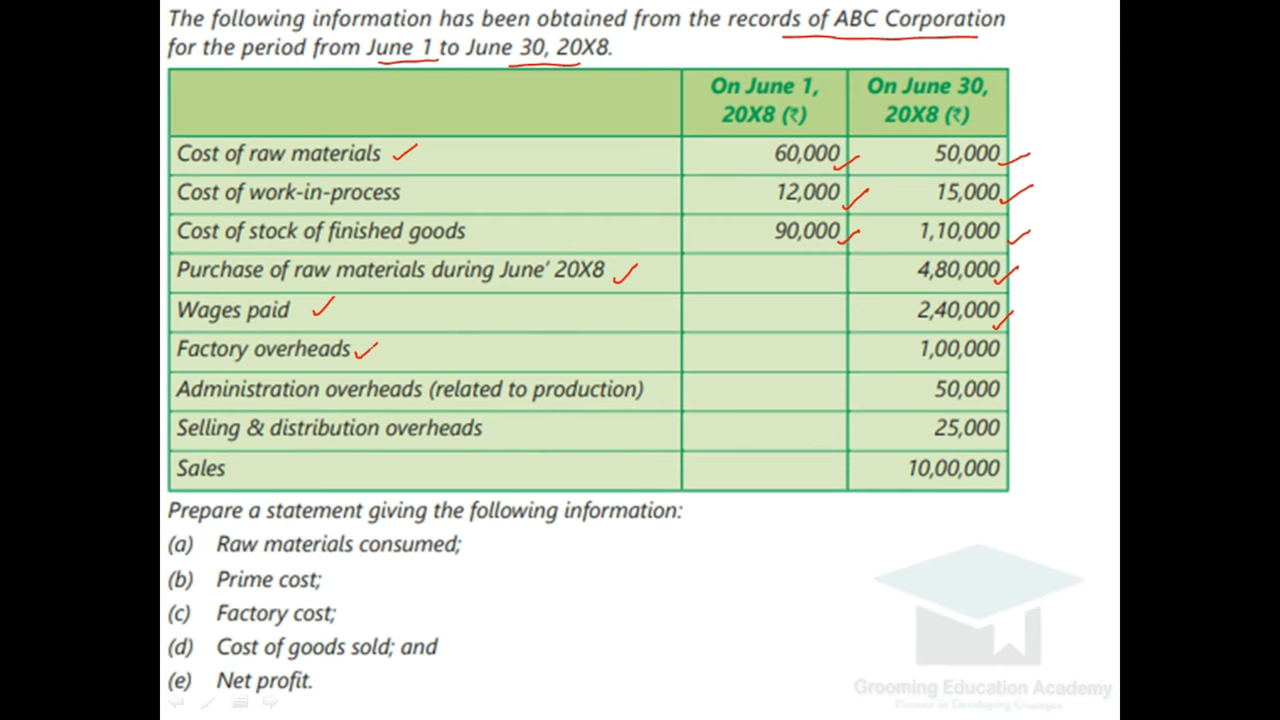 The following information has been obtained from the records of ABC Corporation
for the period from June 1 to June 30, 20X8.
On June 1, 20X8 (₹) On June 30, 20X8 (₹)
Cost of raw materials 60,000 50,000
Cost of work-in-process 12,000 15,000
Cost of stock of finished goods 90,000 1,10,000
Purchase of raw materials during June' 20X8 4,80,000
Wages paid 2,40,000
Factory overheads 1,00,000
Administration overheads (related to production) 50,000
Selling & distribution overheads 25,000
Sales 10,00,000
Prepare a statement giving the following information:
(a) Raw materials consumed;
(b) Prime cost;
(c) Factory cost;
(d) Cost of goods sold; and
(e) Net profit.
Grooming Education Academy
in Developing Concepts